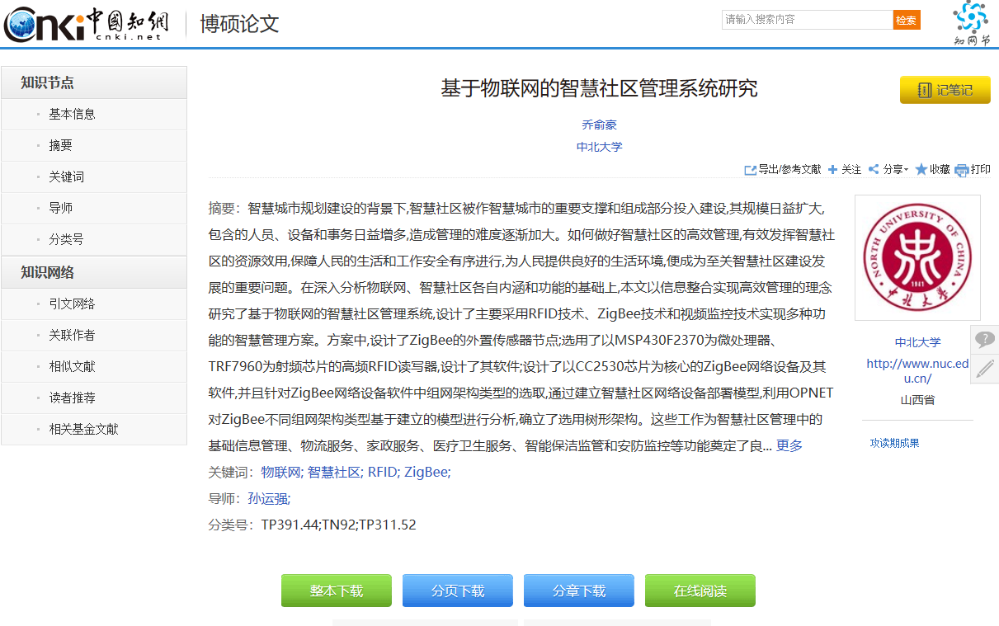 Cnki中國知網
cnki.net
博硕论文
请输入搜索内容
检索
知网节
知识节点
基本信息
摘要
关键词
导师
分类号
知识网络
引文网络
关联作者
相似文献
读者推荐
相关基金文献
基于物联网的智慧社区管理系统研究
记笔记
乔俞豪
中北大学
导出/参考文献 关注 分享 收藏 打印
摘要：智慧城市规划建设的背景下,智慧社区被作智慧城市的重要支撑和组成部分投入建设,其规模日益扩大,
包含的人员、设备和事务日益增多,造成管理的难度逐渐加大。如何做好智慧社区的高效管理,有效发挥智慧社
区的资源效用,保障人民的生活和工作安全有序进行,为人民提供良好的生活环境,便成为至关智慧社区建设发
展的重要问题。在深入分析物联网、智慧社区各自内涵和功能的基础上,本文以信息整合实现高效管理的理念
研究了基于物联网的智慧社区管理系统,设计了主要采用RFID技术、ZigBee技术和视频监控技术实现多种功
能的智慧管理方案。方案中,设计了ZigBee的外置传感器节点;选用了以MSP430F2370为微处理器、
TRF7960为射频芯片的高频RFID读写器,设计了其软件;设计了以CC2530芯片为核心的ZigBee网络设备及其
软件,并且针对ZigBee网络设备软件中组网架构类型的选取,通过建立智慧社区网络设备部署模型,利用OPNET
对ZigBee不同组网架构类型基于建立的模型进行分析,确立了选用树形架构。这些工作为智慧社区管理中的
基础信息管理、物流服务、家政服务、医疗卫生服务、智能保洁监管和安防监控等功能奠定了良... 更多
关键词：物联网; 智慧社区; RFID; ZigBee;
导师：孙运强;
分类号：TP391.44;TN92;TP311.52
NORTH UNIVERSITY OF CHINA
1941
中北大学
中北大学
http://www.nuc.ed
u.cn/
山西省
攻读期成果
整本下载
分页下载
分章下载
在线阅读